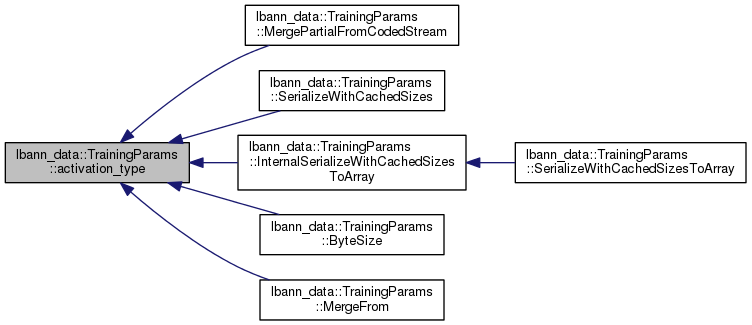 lbann_data::TrainingParams
::MergePartialFromCodedStream
lbann_data::TrainingParams
::SerializeWithCachedSizes
lbann_data::TrainingParams
::activation_type
lbann_data::TrainingParams
::InternalSerializeWithCachedSizes
ToArray
lbann_data::TrainingParams
::SerializeWithCachedSizesToArray
lbann_data::TrainingParams
::ByteSize
lbann_data::TrainingParams
::MergeFrom